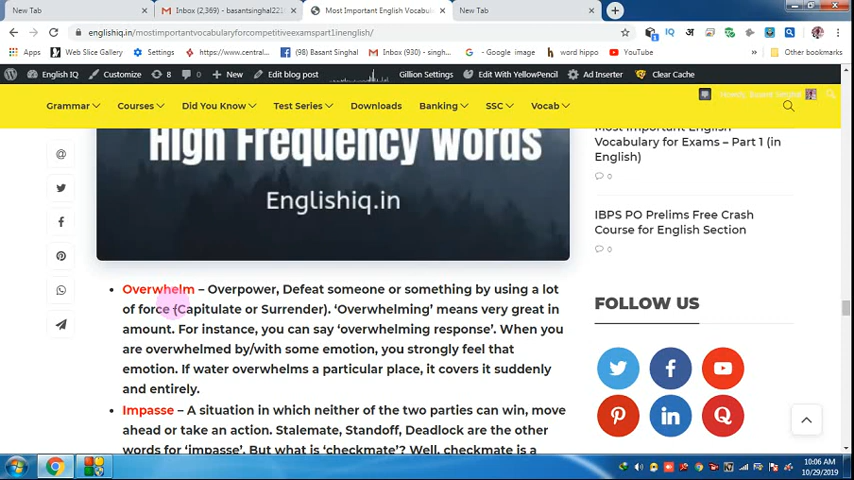 New Tab
Inbox (2,369) - basantsinghal221
Most Important English Vocabul
New Tab
englishiq.in/mostimportantvocabularyforcompetitiveexamspart1inenglish/
Apps
Web Slice Gallery
Settings
https://www.central...
(98) Basant Singhal
Inbox (930) - singh...
- Google image
word hippo
YouTube
Other bookmarks
English IQ
Customize
8
New
Edit blog post
Gillion Settings
Edit With YellowPencil
Ad Inserter
Clear Cache
Howdy, Basant Singhal
Grammar
Courses
Did You Know
Test Series
Downloads
Banking
SSC
Vocab
High Frequency Words
Englishiq.in
Most Important English
Vocabulary for Exams – Part 1 (in
English)
0
IBPS PO Prelims Free Crash
Course for English Section
0
FOLLOW US
Overwhelm – Overpower, Defeat someone or something by using a lot
of force (Capitulate or Surrender). ‘Overwhelming’ means very great in
amount. For instance, you can say ‘overwhelming response’. When you
are overwhelmed by/with some emotion, you strongly feel that
emotion. If water overwhelms a particular place, it covers it suddenly
and entirely.
Impasse – A situation in which neither of the two parties can win, move
ahead or take an action. Stalemate, Standoff, Deadlock are the other
words for ‘impasse’. But what is ‘checkmate’? Well, checkmate is a
10:06 AM
10/29/2019